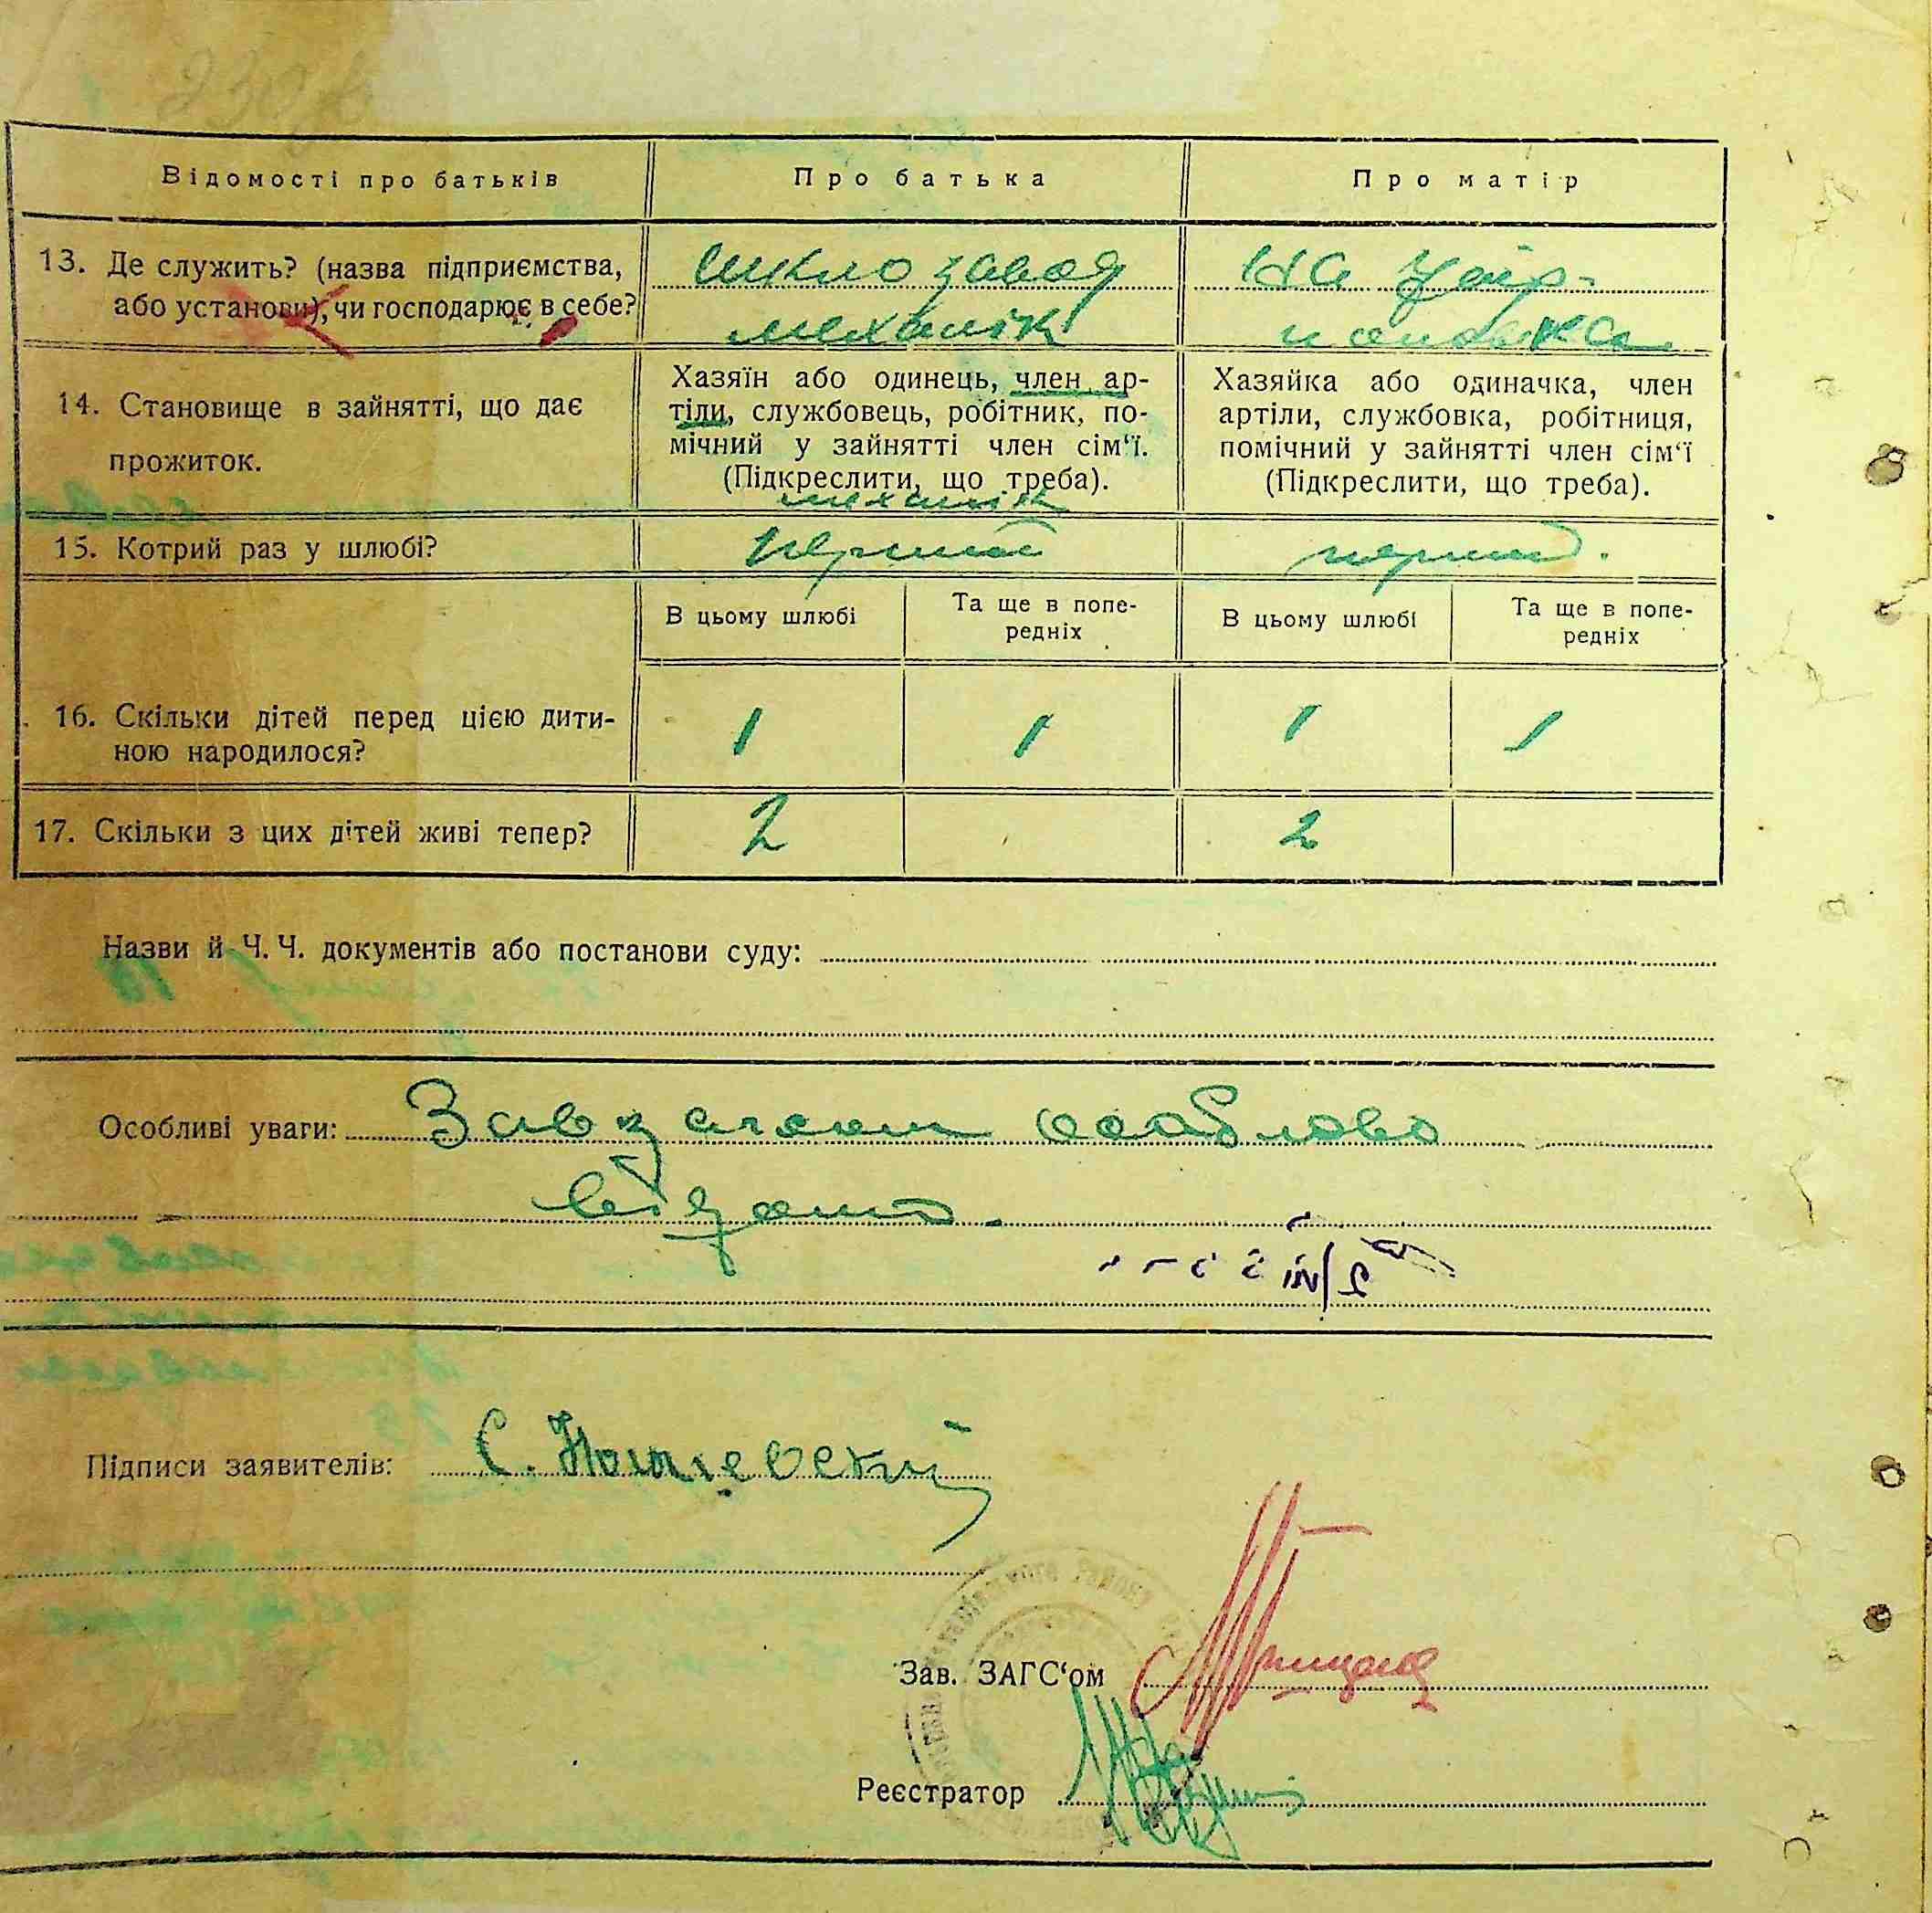 Відомості про батьків
Про батька
Про матір
13. Де служить? (назва підприємства,
або установи), чи господарює в себе?
завод
механік
На
14. Становище в зайнятті, що дає
прожиток.
Хазяїн або одинець, член ар-
тіли, службовець, робітник, по-
мічний у зайнятті член сім‘ї.
(Підкреслити, що треба).
механік
Хазяйка або одиначка, член
артіли, службовка, робітниця,
помічний у зайнятті член сім‘ї
(Підкреслити, що треба).
15. Котрий раз у шлюбі?
перший
перший.
В цьому шлюбі
Та ще в попе-
редніх
В цьому шлюбі
Та ще в попе-
редніх
16. Скільки дітей перед цією дити-
ною народилося?
1
1
1
1
17. Скільки з цих дітей живі тепер?
2
2
Назви й Ч. Ч. документів або постанови суду:
Особливі уваги:
особливо
Підписи заявителів: С.
Зав. ЗАГС‘ом
Реєстратор